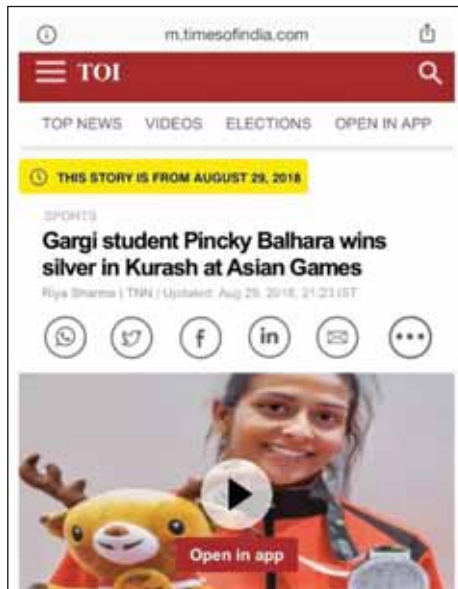 m.timesofindia.com
TOI
TOP NEWS VIDEOS ELECTIONS OPEN IN APP
THIS STORY IS FROM AUGUST 29, 2018
SPORTS
Gargi student Pincky Balhara wins
silver in Kurash at Asian Games
Riya Sharma | TNN | Updated: Aug 29, 2018, 21:23 IST
Open in app